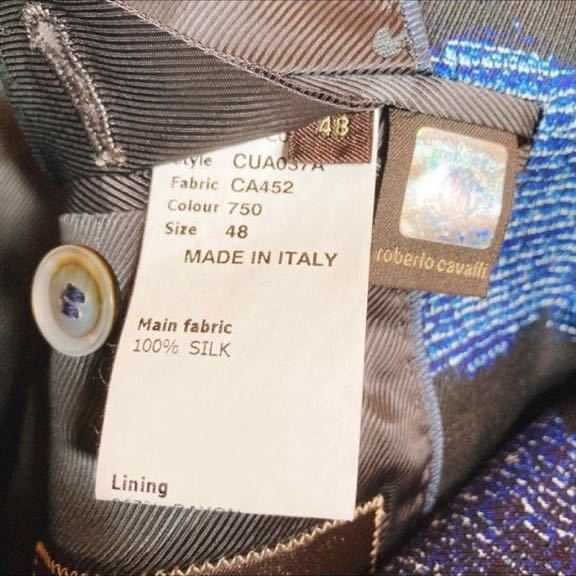 48
Style CUA037A
Fabric CA452
Colour 750
Size 48
MADE IN ITALY
roberto cavalli
Main fabric
100% SILK
Lining